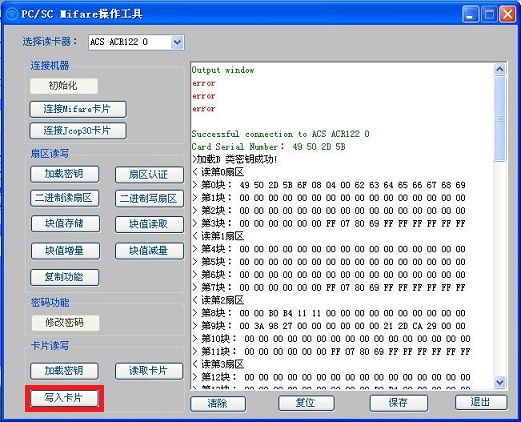 PC/SC Mifare操作工具
选择读卡器： ACS ACR122 0
连接机器
初始化
连接Mifare卡片
连接Jcop30卡片
扇区读写
加载密钥 扇区认证
二进制读扇区 二进制写扇区
块值存储 块值读取
块值增量 块值减量
复制功能
密码功能
修改密码
卡片读写
加载密钥 读取卡片
写入卡片
Output window
error
error
error
Successful connection to ACS ACR122 0
Card Serial Number： 49 50 2D 5B
>加载B 类密钥成功!
< 读第0扇区
> 第0块： 49 50 2D 5B 6F 08 04 00 62 63 64 65 66 67 68 69
> 第1块： 00 00 00 00 00 00 00 00 00 00 00 00 00 00 00 00
> 第2块： 00 00 00 00 00 00 00 00 00 00 00 00 00 00 00 00
> 第3块： 00 00 00 00 00 00 FF 07 80 69 FF FF FF FF FF FF
< 读第1扇区
> 第4块： 00 00 00 00 00 00 00 00 00 00 00 00 00 00 00 00
> 第5块： 00 00 00 00 00 00 00 00 00 00 00 00 00 00 00 00
> 第6块： 00 00 00 00 00 00 00 00 00 00 00 00 00 00 00 00
> 第7块： 00 00 00 00 00 00 FF 07 80 69 FF FF FF FF FF FF
< 读第2扇区
> 第8块： 00 00 B0 B4 11 11 00 00 00 00 00 00 00 00 00 00
> 第9块： 00 3A 98 27 00 00 00 00 00 00 21 2D CA 29 00 00
> 第10块： 00 00 00 00 00 00 00 00 00 00 00 00 00 00 00 00
> 第11块： 00 00 00 00 00 00 FF 07 80 69 FF FF FF FF FF FF
< 读第3扇区
> 第12块： 00 00 00 00 00 00 00 00 00 00 00 00 00 00 00 00
清除 复位 保存 退出